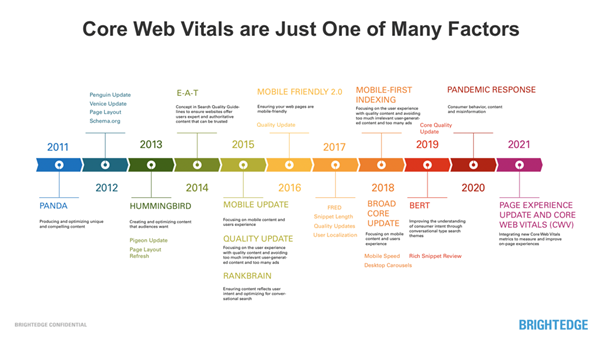 Core Web Vitals are Just One of Many Factors
Penguin Update
Venice Update
Page Layout
Schema.org
E-A-T
Concept in Search Quality Guide-
lines to ensure websites offer
users expert and authoritative
content that can be trusted
MOBILE FRIENDLY 2.0
Ensuring your web pages are
mobile-friendly
Quality Update
MOBILE-FIRST
INDEXING
Focusing on the user experience
with quality content and avoiding
too much irrelevant user-general-
ad content and too many ads
Core Quality
Update
PANDEMIC RESPONSE
Consumer behavior, content
and misinformation
2011
2013
2015
2017
2019
2021
2012
2014
2016
2018
2020
PANDA
Producing and optimizing unique
and compelling content
HUMMINGBIRD
Creating and optimizing content
that audiences want
Pigeon Update
Page Layout
Refresh
MOBILE UPDATE
Focusing on mobile content and
users experience
QUALITY UPDATE
Focusing on the user experience
with quality content and avoiding
too much irrelevant user-general-
ad content and too many ads
RANKBRAIN
Ensuring content reflects user
intent and optimizing for conver-
sational search
FRED
Snippet Length
Quality Updates
User Localization
BROAD
CORE
UPDATE
Focusing on mobile
content and users
experience
Mobile Speed
Desktop Carousels
BERT
Improving the understanding
of consumer intent through
conversational type search
themes
Rich Snippet Review
PAGE EXPERIENCE
UPDATE AND CORE
WEB VITALS (CWV)
Integrating new Core Web Vitals
metrics to measure and improve
on-page experiences
BRIGHTEDGE CONFIDENTIAL
BRIGHTEDGE